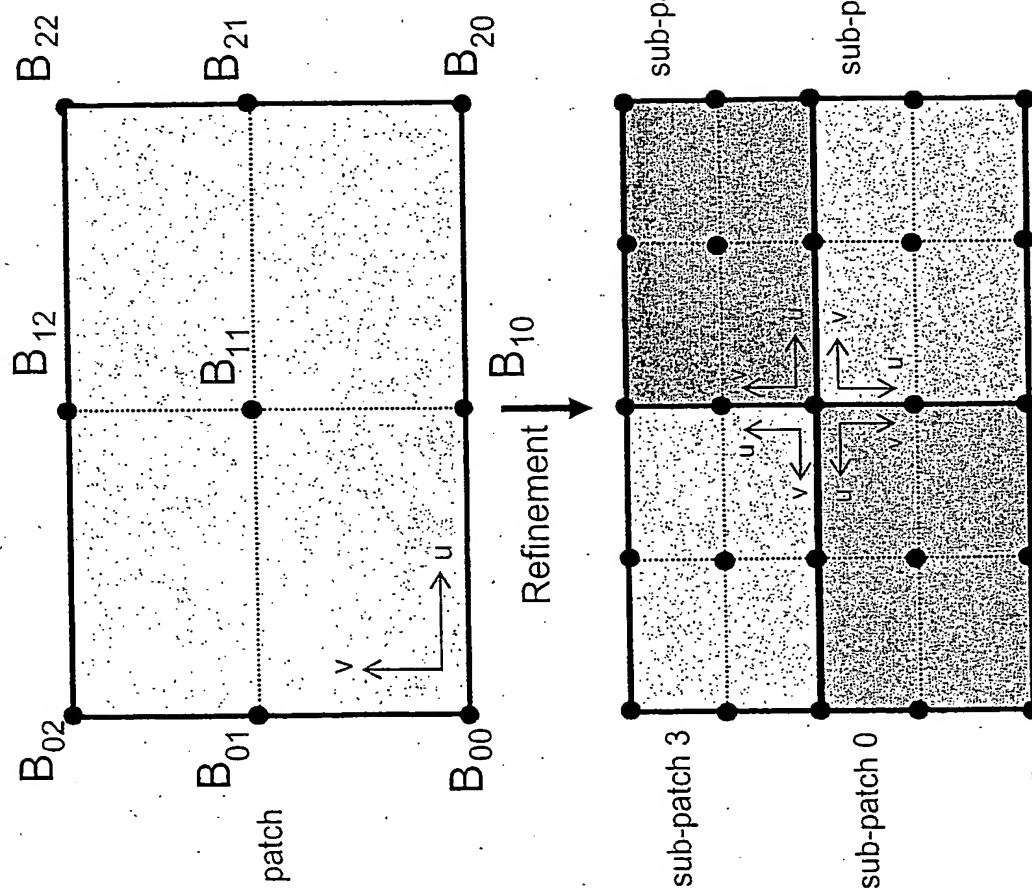 B02 B12 B22
B01 B11 B21
patch
v
u
B00 B10 B20
Refinement
sub-patch 3
u v v u
u v v u
sub-patch 0